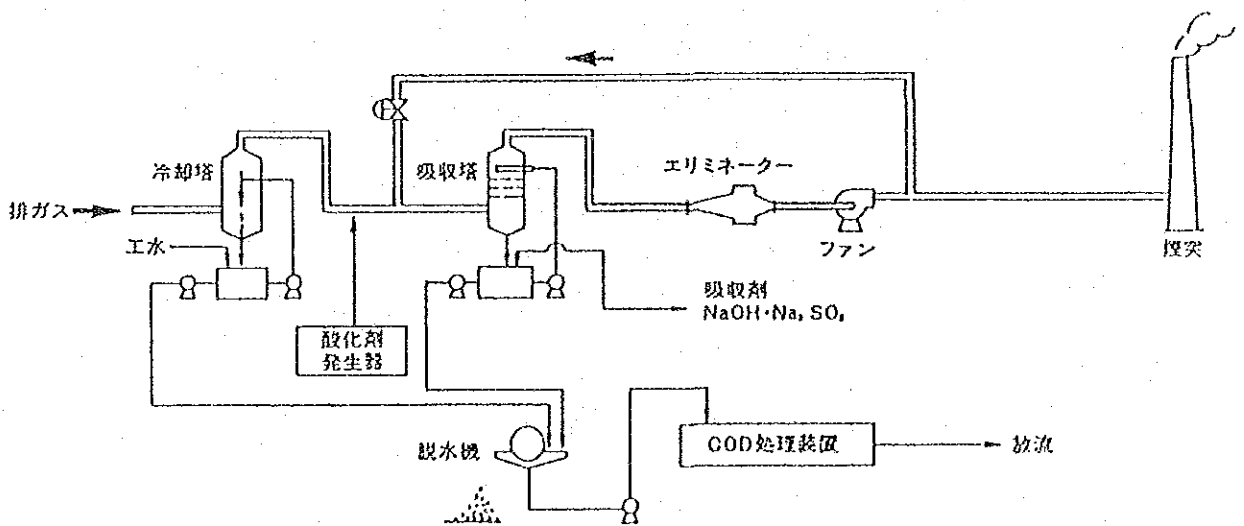 冷却塔
排ガス
工水
酸化剤
発生器
吸収塔
エリミネーター
ファン
煙突
吸収剤
NaOH・Na₂SO₃
脱水機
COD処理装置
放流